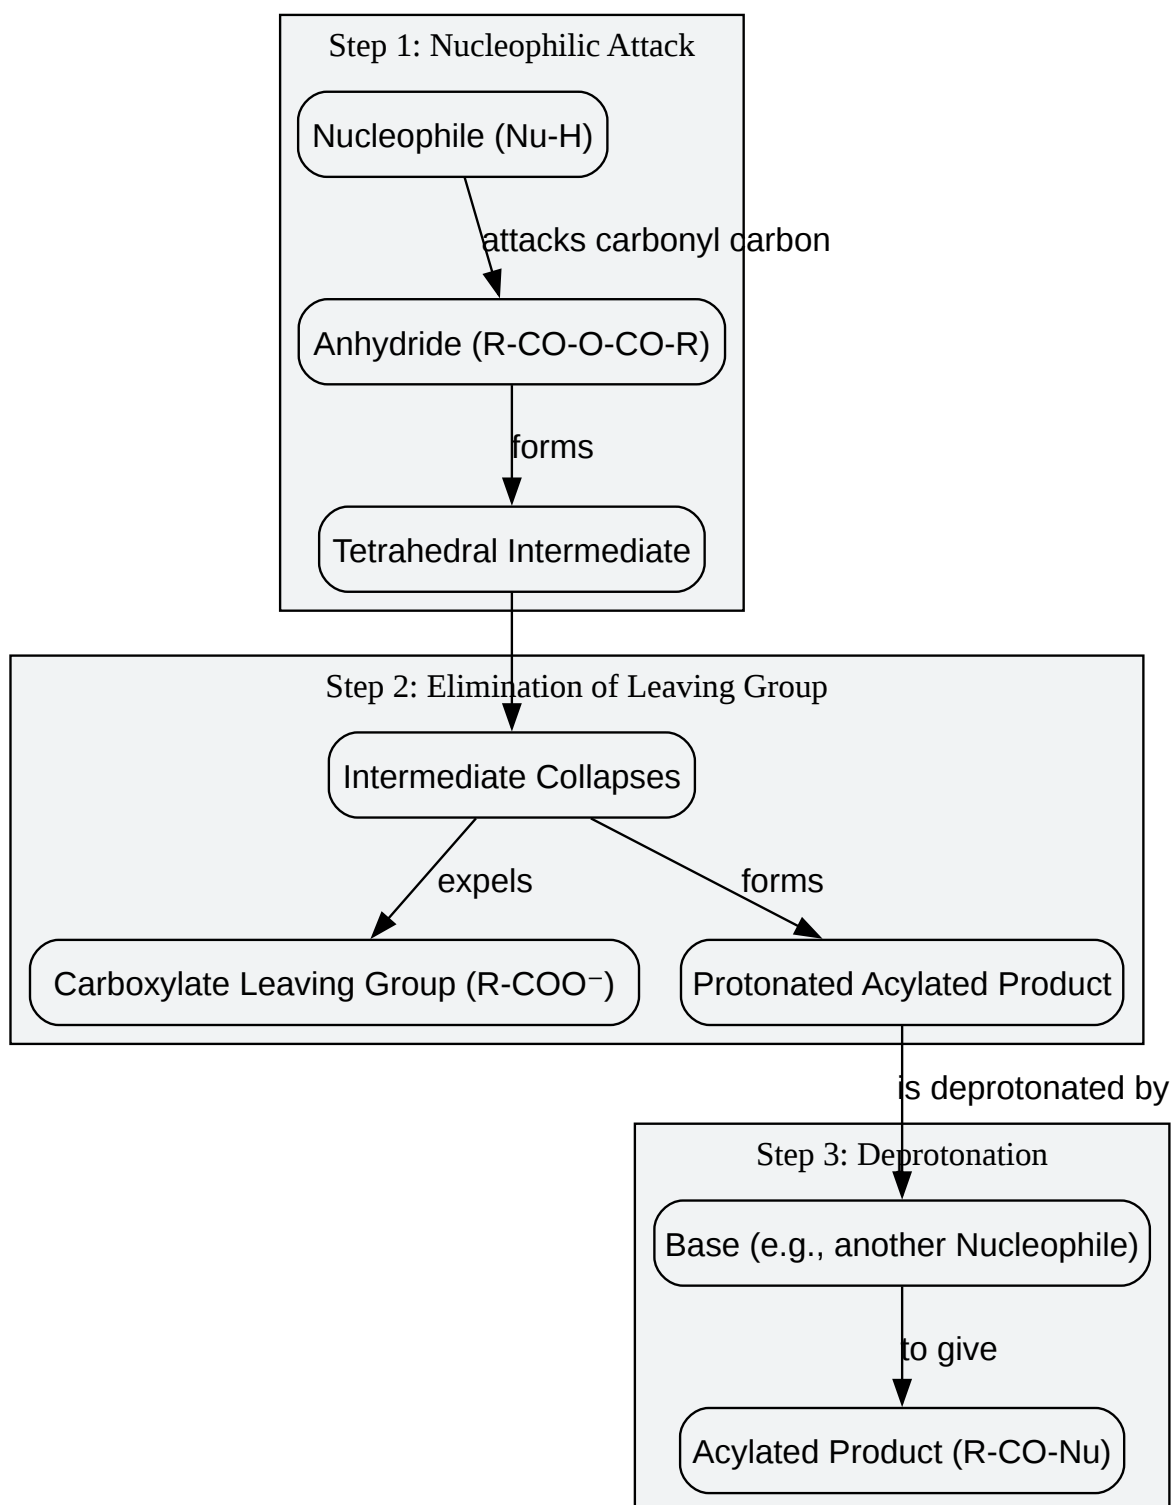 Step 1: Nucleophilic Attack
Nucleophile (Nu-H)
attacks carbonyl carbon
Anhydride (R-CO-O-CO-R)
forms
Tetrahedral Intermediate
Step 2: Elimination of Leaving Group
Intermediate Collapses
expels
forms
Carboxylate Leaving Group (R-COO⁻)
Protonated Acylated Product
is deprotonated by
Step 3: Deprotonation
Base (e.g., another Nucleophile)
to give
Acylated Product (R-CO-Nu)